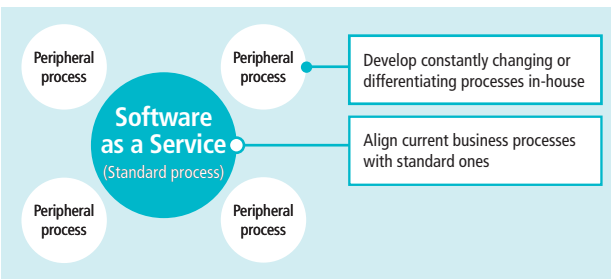 Peripheral
process
Peripheral
process
Develop constantly changing or
differentiating processes in-house
Software
as a Service
(Standard process)
Align current business processes
with standard ones
Peripheral
process
Peripheral
process